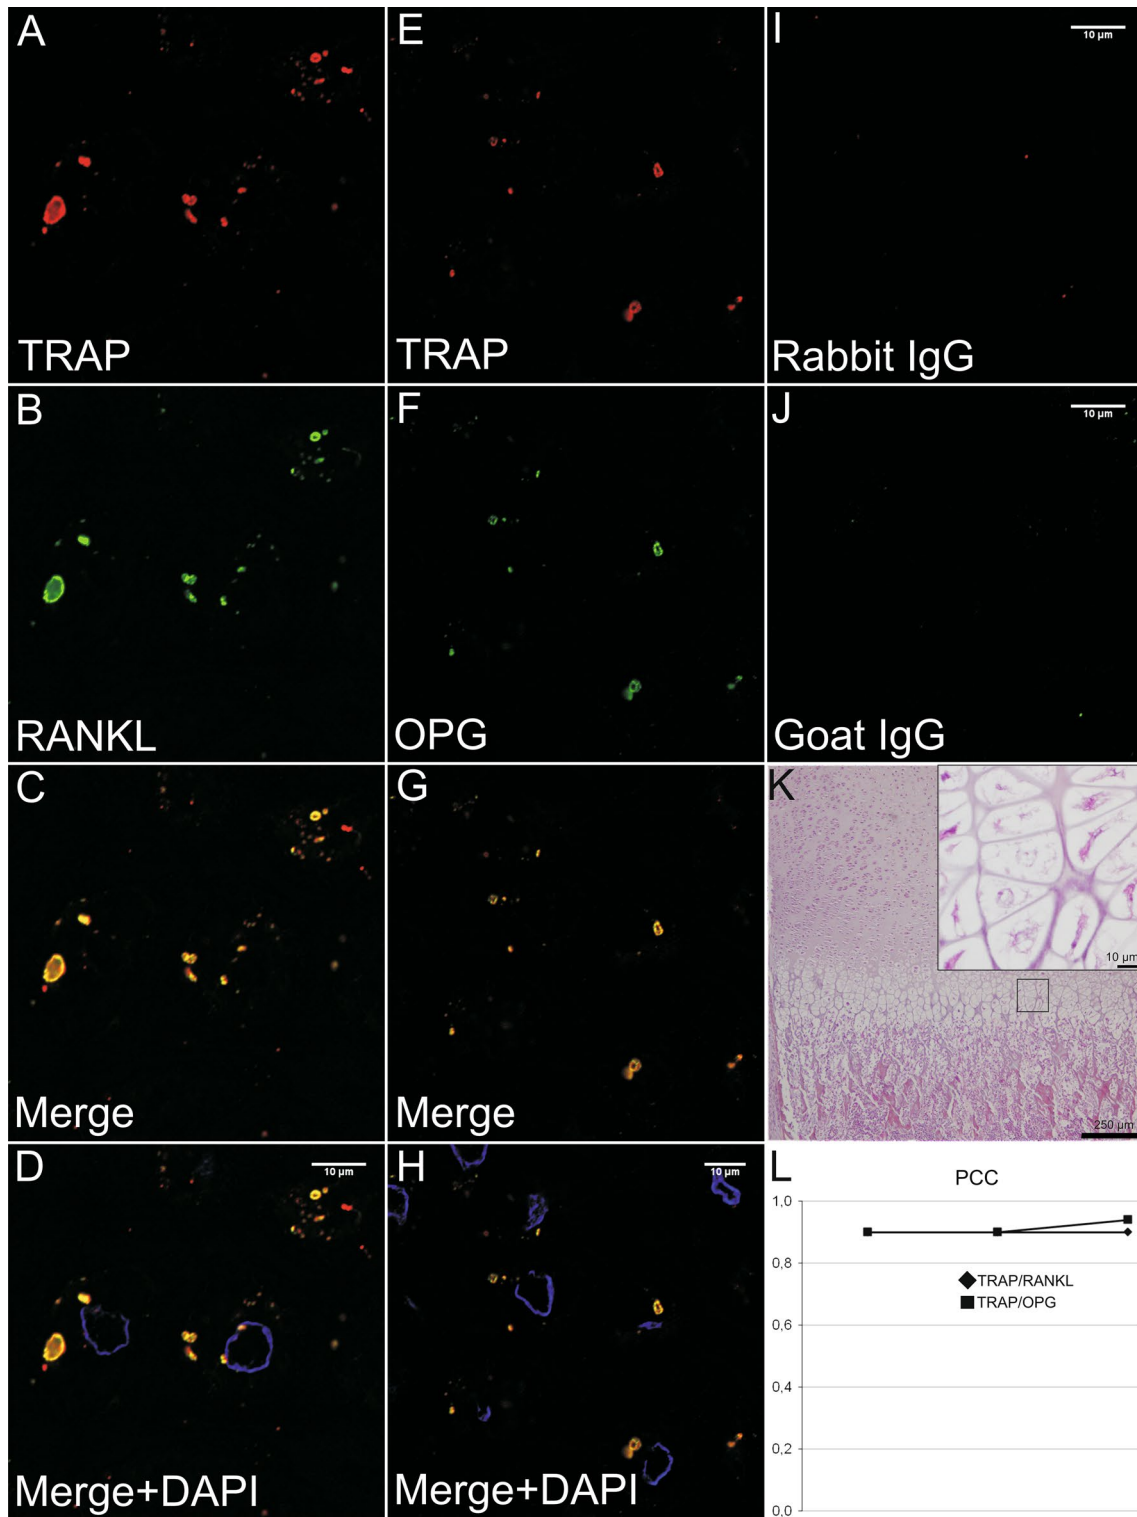 A
TRAP
E
TRAP
I
10 µm
Rabbit IgG
B
RANKL
F
OPG
J
10 µm
Goat IgG
C
Merge
G
Merge
K
10 µm
250 µm
D
10 µm
Merge+DAPI
H
10 µm
Merge+DAPI
L
PCC
1,0
0,8
TRAP/RANKL
TRAP/OPG
0,6
0,4
0,2
0,0